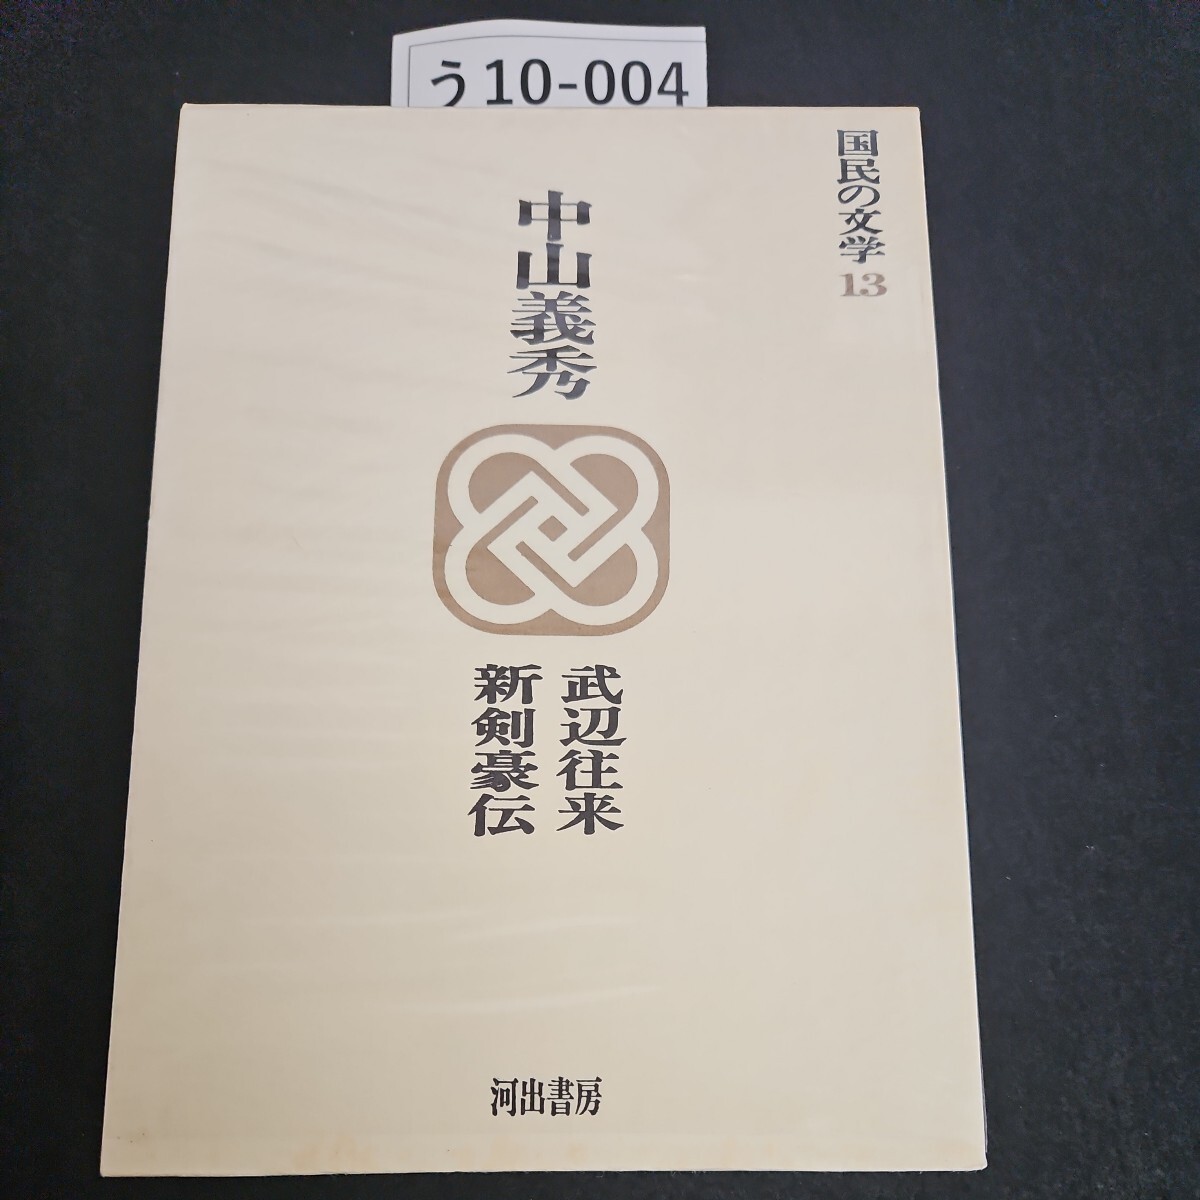 う10-004
国民の文学 13
中山義秀
武辺往来
新剣豪伝
河出書房